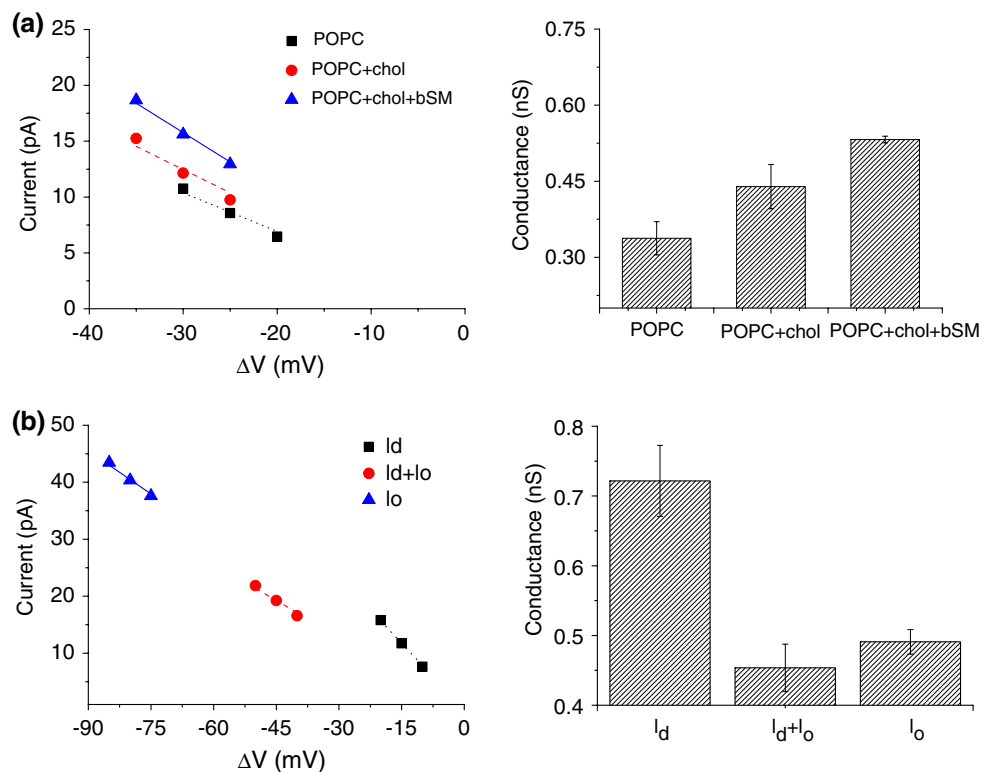 (a)
25
20
15
10
5
0
Current (pA)
-40
-30
-20
-10
0
ΔV (mV)
POPC
POPC+chol
POPC+chol+bSM
0.75
0.60
0.45
0.30
Conductance (nS)
POPC
POPC+chol
POPC+chol+bSM
(b)
50
40
30
20
10
Current (pA)
-90
-75
-60
-45
-30
-15
0
ΔV (mV)
ld
ld+lo
lo
0.8
0.7
0.6
0.5
0.4
Conductance (nS)
ld
ld+lo
lo